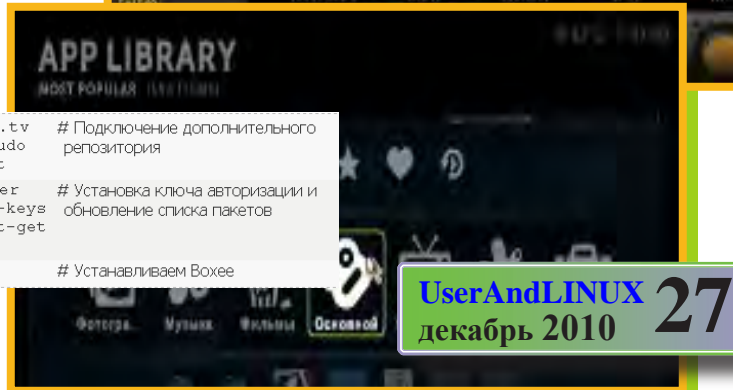 APP LIBRARY
MOST POPULAR
.tv # Подключение дополнительного
udo репозитория
t
er # Установка ключа авторизации и
-keys обновление списка пакетов
t-get
# Устанавливаем Boxee
Фотогра.. Музыка Фильмы Основной
UserAndLINUX 27
декабрь 2010